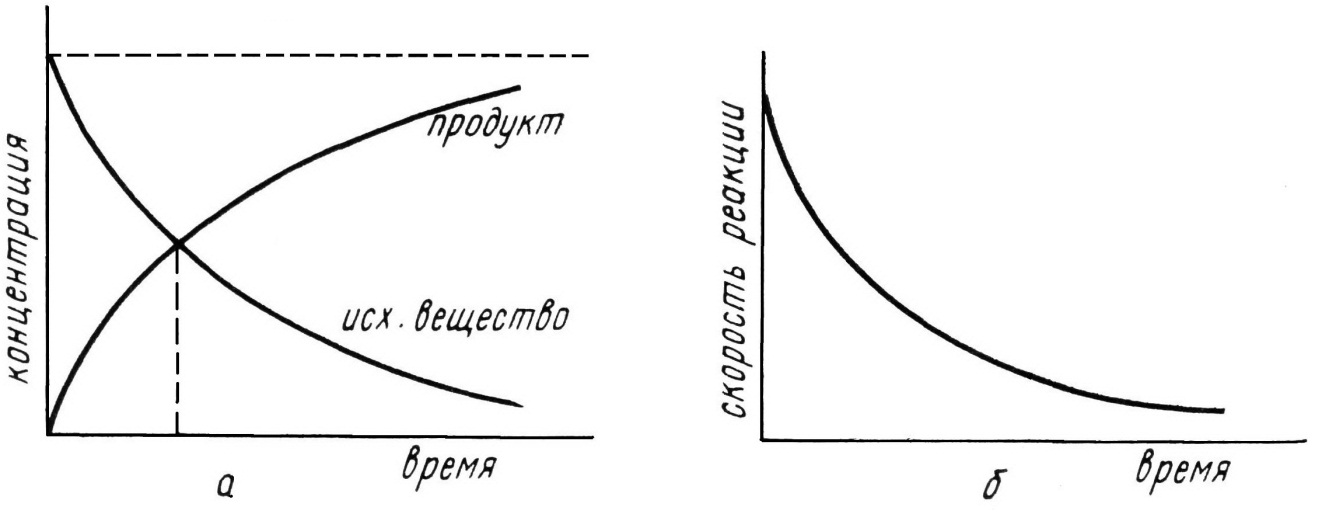 концентрация
продукт
исх. вещество
время
а
скорость реакции
время
б